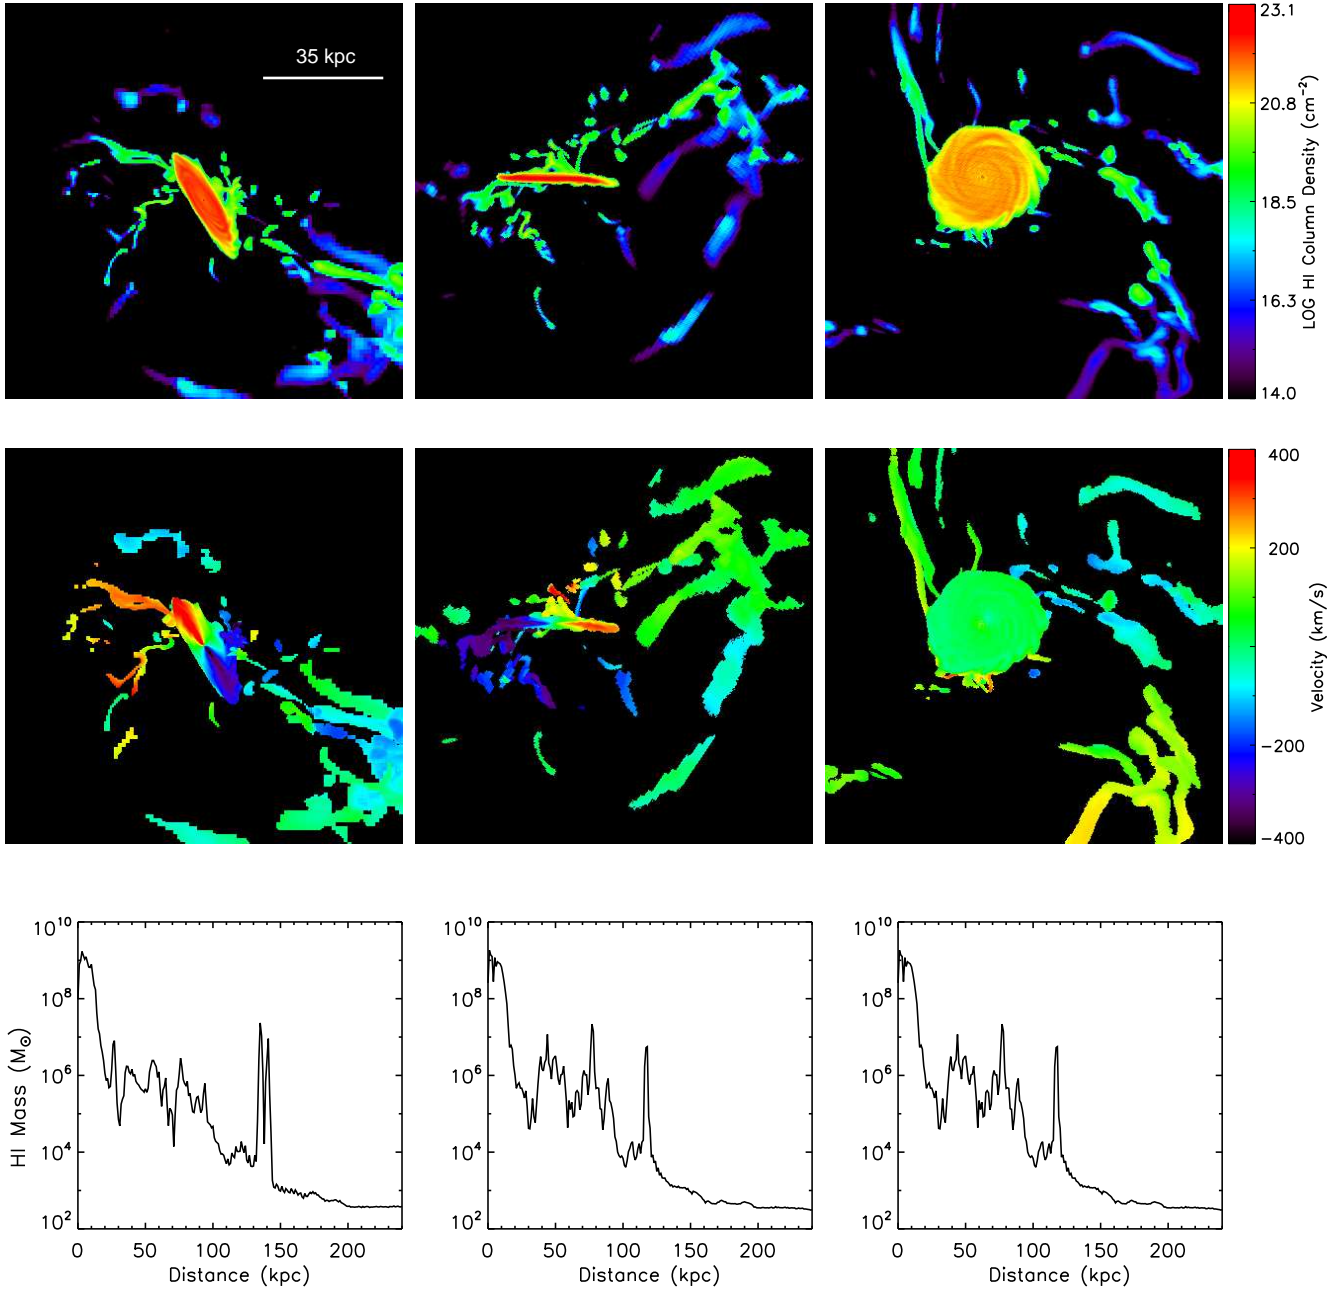 35 kpc
23.1
20.8
18.5
16.3
14.0
LOG HI Column Density (cm⁻²)
400
200
-200
-400
Velocity (km/s)
10¹⁰
10⁸
10⁶
10⁴
10²
HI Mass (M☉)
0 50 100 150 200
Distance (kpc)
10¹⁰
10⁸
10⁶
10⁴
10²
0 50 100 150 200
Distance (kpc)
10¹⁰
10⁸
10⁶
10⁴
10²
0 50 100 150 200
Distance (kpc)